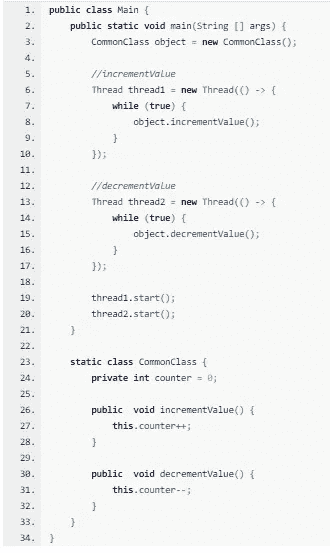 1. public class Main {
2. public static void main(String [] args) {
3. CommonClass object = new CommonClass();
4.
5. //incrementValue
6. Thread thread1 = new Thread(() -> {
7. while (true) {
8. object.incrementValue();
9. }
10. });
11.
12. //decrementValue
13. Thread thread2 = new Thread(() -> {
14. while (true) {
15. object.decrementValue();
16. }
17. });
18.
19. thread1.start();
20. thread2.start();
21. }
22.
23. static class CommonClass {
24. private int counter = 0;
25.
26. public  void incrementValue() {
27. this.counter++;
28. }
29.
30. public  void decrementValue() {
31. this.counter--;
32. }
33. }
34. }